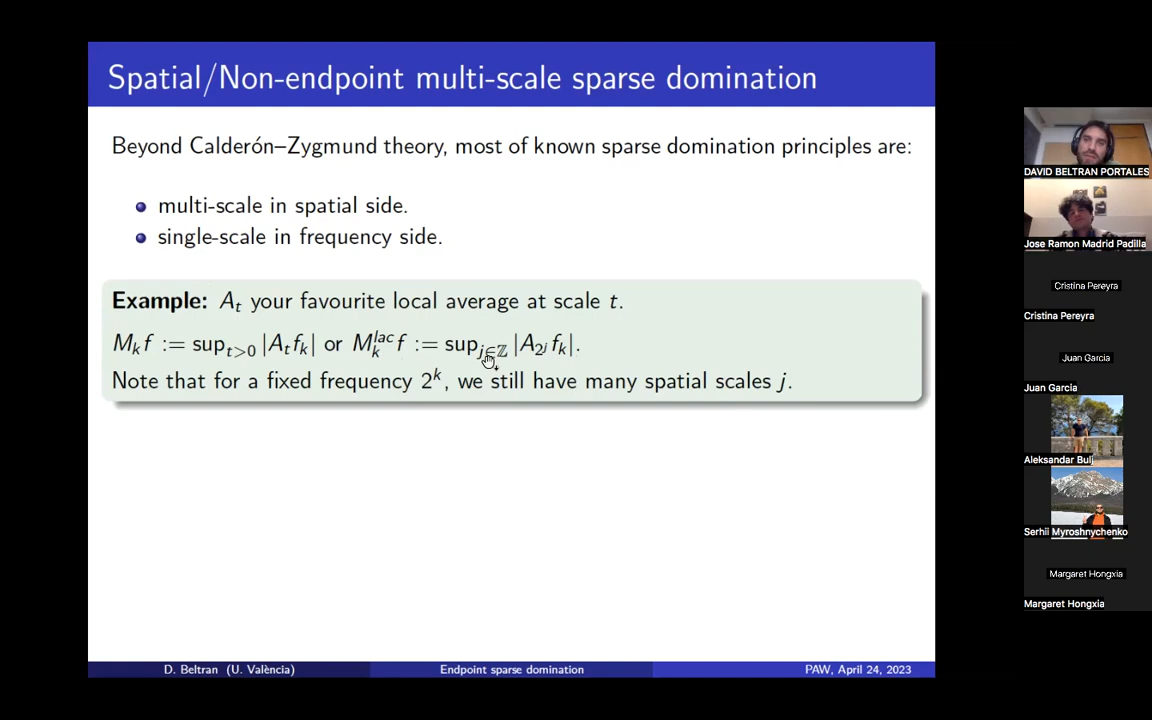 Spatial/Non-endpoint multi-scale sparse domination
Beyond Calderón–Zygmund theory, most of known sparse domination principles are:
multi-scale in spatial side.
single-scale in frequency side.
Example: A_t your favourite local average at scale t.
M_k f := sup_{t>0} |A_t f_k| or M_k^{lac} f := sup_{j∈ℤ} |A_{2^j} f_k|.
Note that for a fixed frequency 2^k, we still have many spatial scales j.
D. Beltran (U. València) Endpoint sparse domination PAW, April 24, 2023
DAVID BELTRAN PORTALES
Jose Ramon Madrid Padilla
Cristina Pereyra
Cristina Pereyra
Juan Garcia
Juan Garcia
Aleksandar Bulj
Serhii Myroshnychenko
Margaret Hongxia
Margaret Hongxia